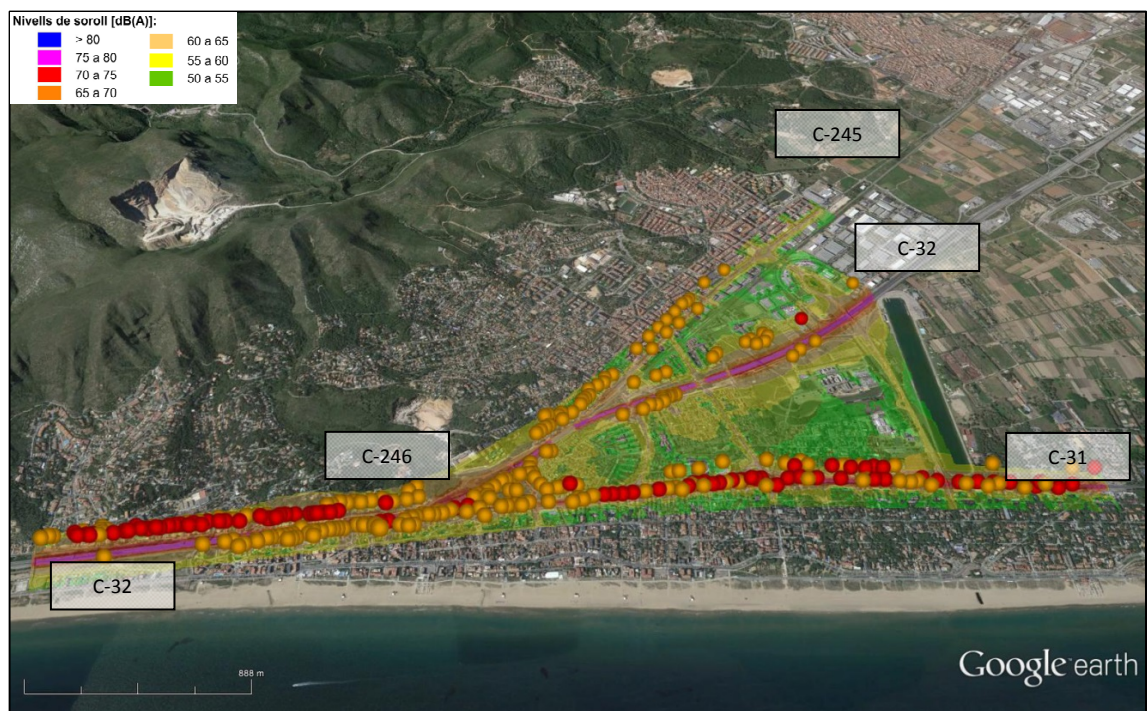 Nivells de soroll [dB(A)]:
> 80
75 a 80
70 a 75
65 a 70
60 a 65
55 a 60
50 a 55
C-245
C-32
C-246
C-31
C-32
888 m
Google earth